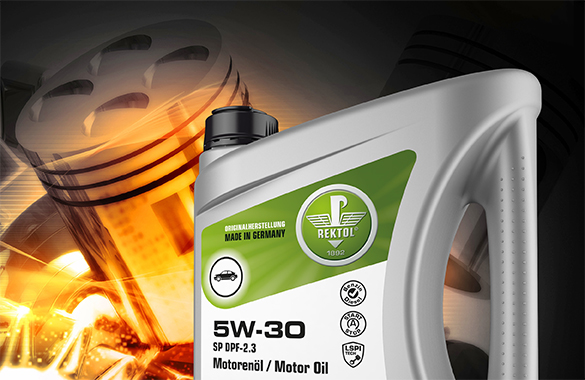 ORIGINALHERSTELLUNG
MADE IN GERMANY
REKTOL®
1892
5W-30
SP DPF-2.3
Motorenöl / Motor Oil
Benzin
Diesel
START
STOP
LSPI
TECH